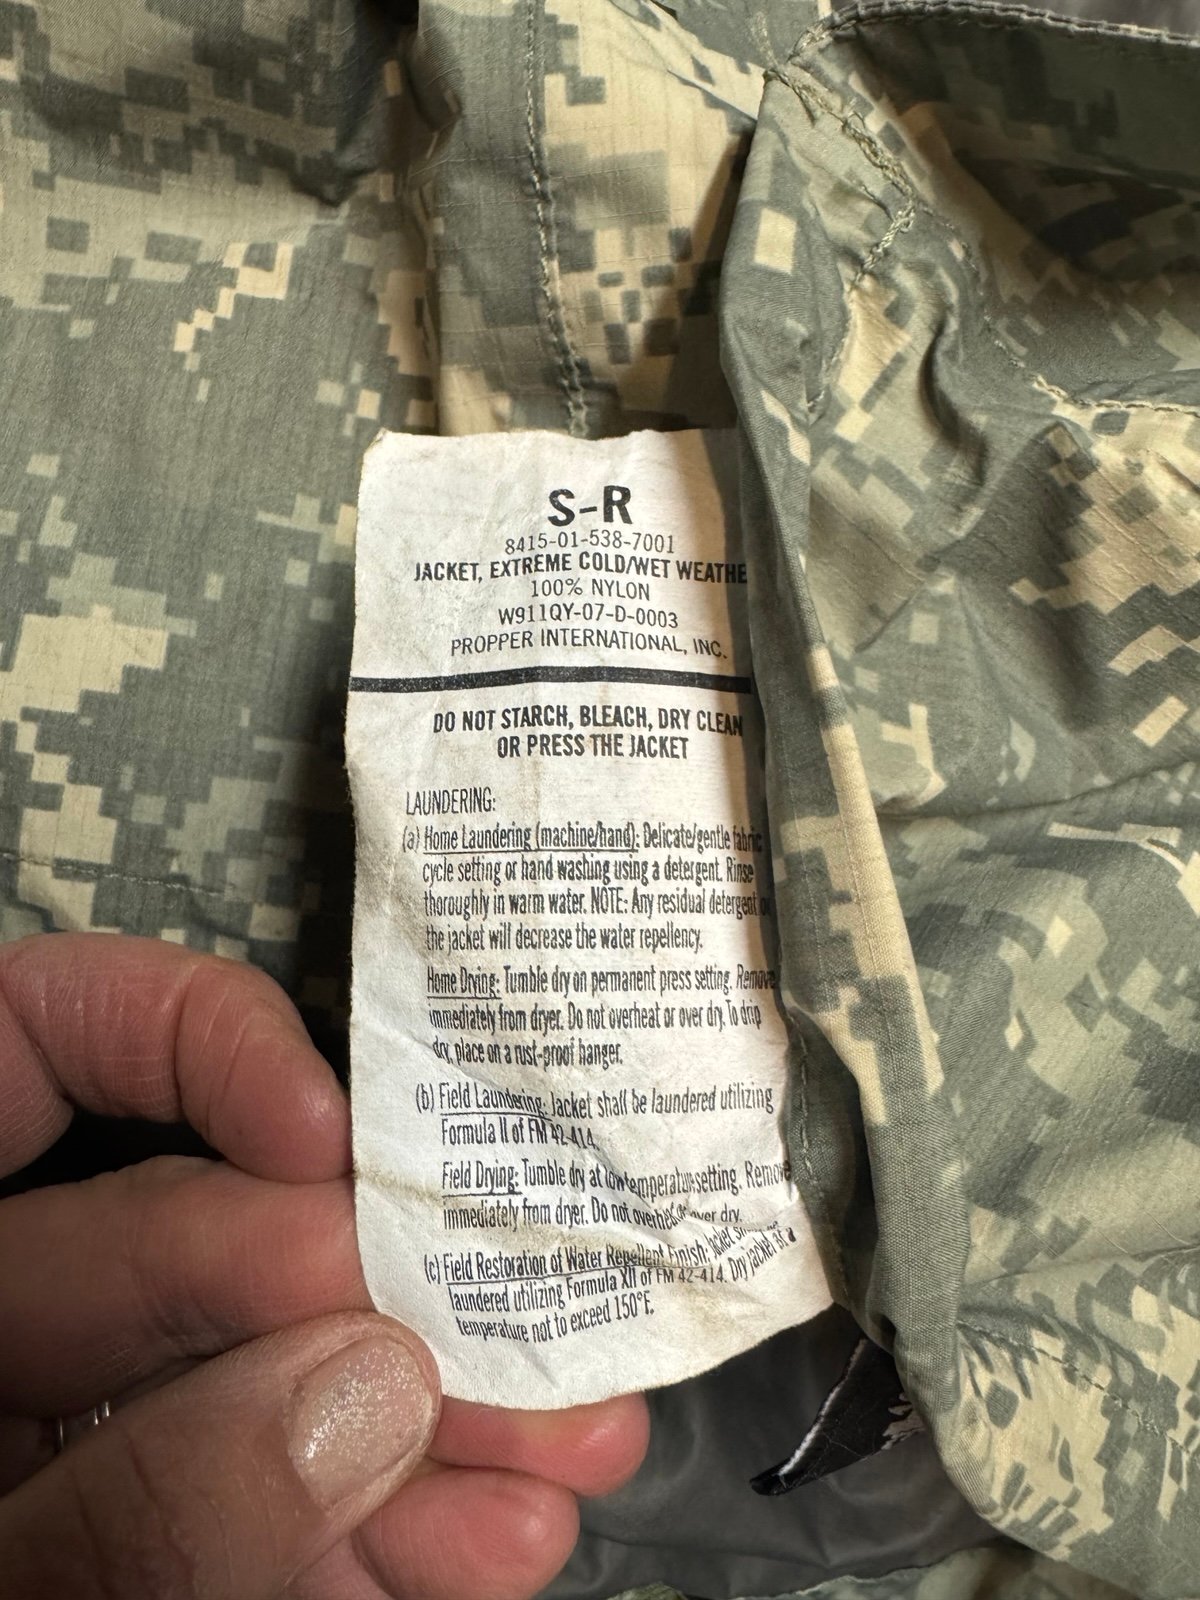 S-R
8415-01-538-7001
JACKET, EXTREME COLD/WET WEATHE
100% NYLON
W911QY-07-D-0003
PROPPER INTERNATIONAL, INC.
DO NOT STARCH, BLEACH, DRY CLEAN
OR PRESS THE JACKET
LAUNDERING:
(a) Home Laundering (machine/hand): Delicate/gentle fabric
cycle setting or hand washing using a detergent. Rinse
thoroughly in warm water. NOTE: Any residual detergent
the jacket will decrease the water repellency.
Home Drying: Tumble dry on permanent press setting. Remove
immediately from dryer. Do not overheat or over dry. To drip
dry, place on a rust-proof hanger.
(b) Field Laundering: Jacket shall be laundered utilizing
Formula II of FM 42-414.
Field Drying: Tumble dry at low temperature setting. Remove
immediately from dryer. Do not overheat or over dry.
(c) Field Restoration of Water Repellent Finish: Jacket
laundered utilizing Formula XII of FM 42-414. Dry jacket at a
temperature not to exceed 150°F.